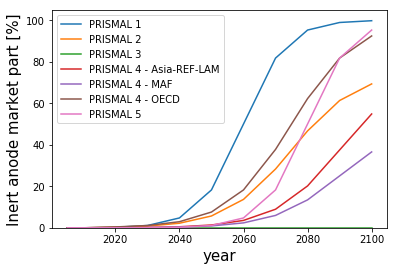 Inert anode market part [%]
100
80
60
40
20
0
PRISMAL 1
PRISMAL 2
PRISMAL 3
PRISMAL 4 - Asia-REF-LAM
PRISMAL 4 - MAF
PRISMAL 4 - OECD
PRISMAL 5
2020 2040 2060 2080 2100
year